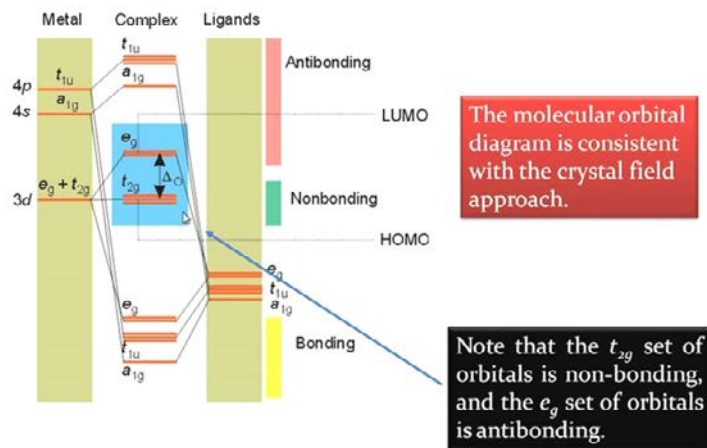 Metal Complex Ligands
t1u
a1g
4p t1u
4s a1g
eg
Δo
t2g
3d eg + t2g
eg
t1u
a1g
eg
t1u
a1g
Antibonding
LUMO
Nonbonding
HOMO
Bonding
The molecular orbital
diagram is consistent
with the crystal field
approach.
Note that the t2g set of
orbitals is non-bonding,
and the eg set of orbitals
is antibonding.